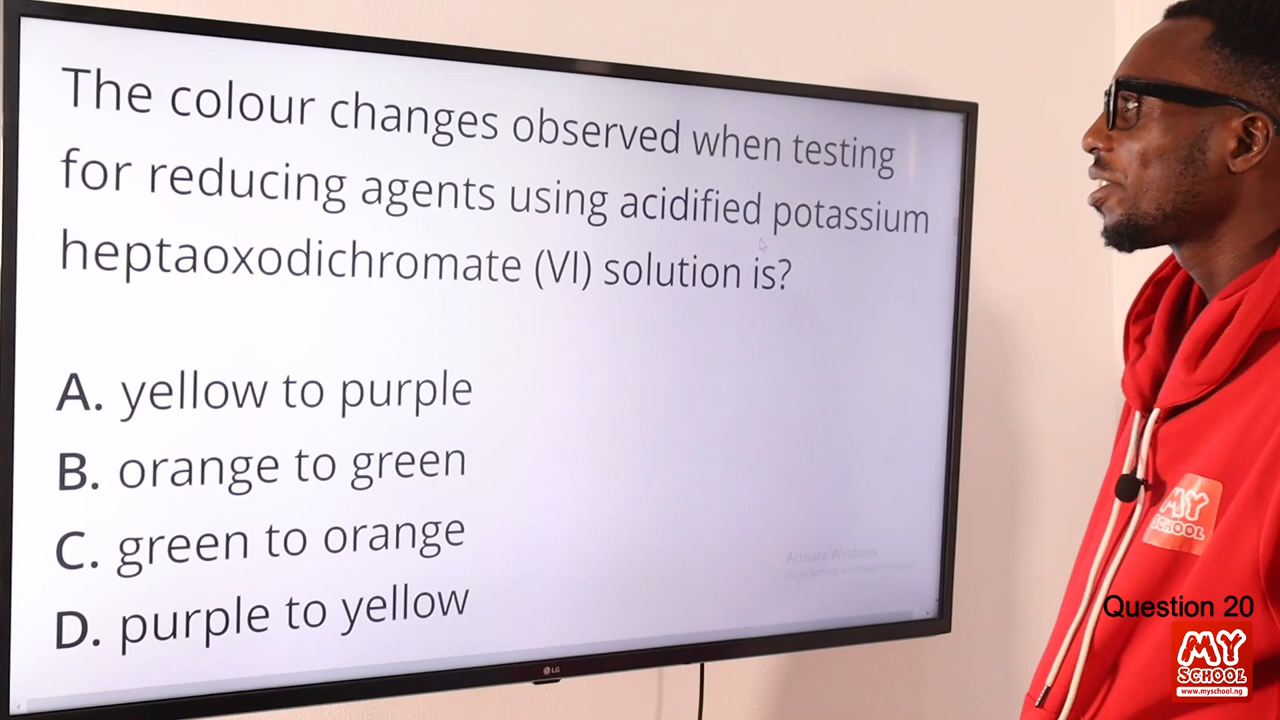 The colour changes observed when testing
for reducing agents using acidified potassium
heptaoxodichromate (VI) solution is?
A. yellow to purple
B. orange to green
C. green to orange
D. purple to yellow
Activate Windows
LG
MY
SCHOOL
Question 20
MY
SCHOOL
www.myschool.ng